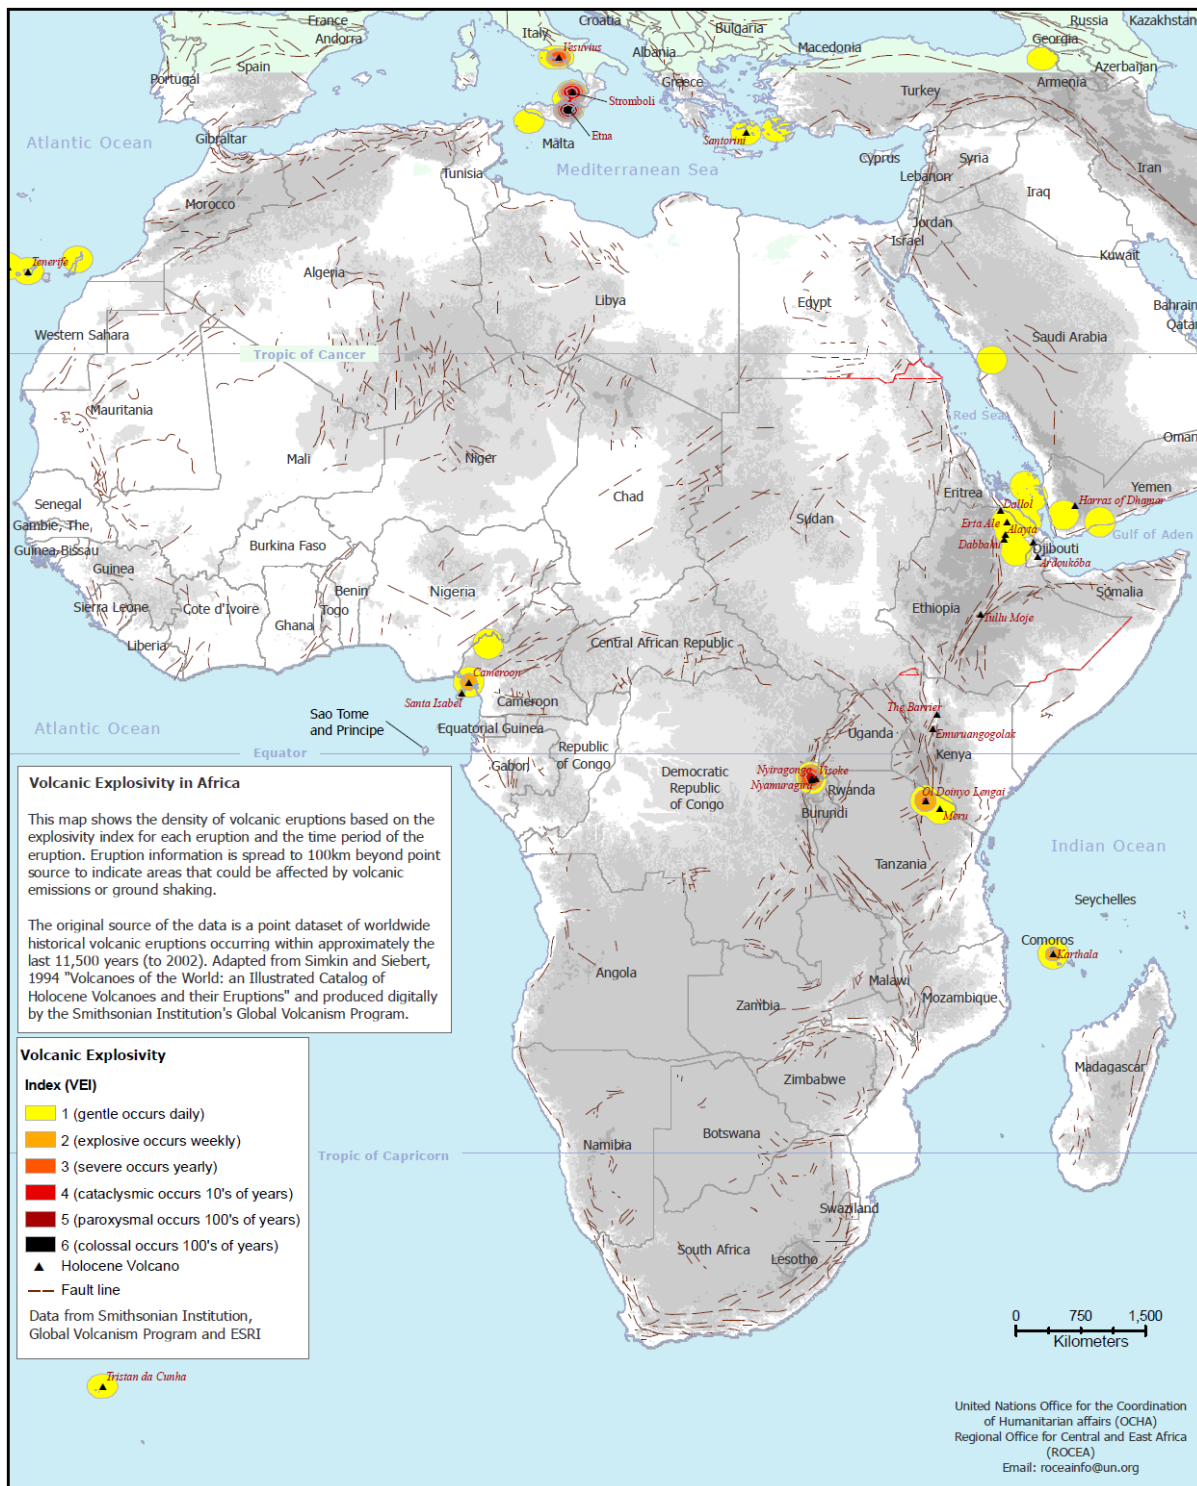 France
Andorra
Croatia
Bulgaria
Russia
Kazakhstan
Italy
Vesuvius
Albania
Macedonia
Georgia
Azerbaijan
Portugal
Spain
Greece
Turkey
Armenia
Stromboli
Etna
Gibraltar
Atlantic Ocean
Malta
Santorini
Mediterranean Sea
Cyprus
Syria
Lebanon
Iran
Tunisia
Iraq
Morocco
Jordan
Israel
Kuwait
Tenerife
Algeria
Libya
Egypt
Bahrain
Qatar
Western Sahara
Saudi Arabia
Tropic of Cancer
Mauritania
Red Sea
Mali
Niger
Oman
Chad
Sudan
Eritrea
Yemen
Senegal
Dallol
Harras of Dhamar
Gambie, The,
Erta Ale
Alayta
Gulf of Aden
Guinea-Bissau
Burkina Faso
Dabbahu
Djibouti
Guinea
Ardoukôba
Benin
Nigeria
Somalia
Sierra Leone
Cote d'Ivoire
Togo
Ethiopia
Tullu Moje
Ghana
Liberia
Central African Republic
Cameroon
Santa Isabel
Cameroon
The Barrier
Sao Tome
and Principe
Atlantic Ocean
Equatorial Guinea
Uganda
Emuruangogolak
Equator
Republic
of Congo
Kenya
Gabon
Democratic
Republic
of Congo
Nyiragongo
Visoke
Nyamuragira
Rwanda
Ol Doinyo Lengai
Burundi
Meru
Indian Ocean
Tanzania
Seychelles
Comoros
Karthala
Angola
Malawi
Mozambique
Zambia
Madagascar
Zimbabwe
Botswana
Namibia
Tropic of Capricorn
Swaziland
South Africa
Lesotho
Volcanic Explosivity in Africa
This map shows the density of volcanic eruptions based on the
explosivity index for each eruption and the time period of the
eruption. Eruption information is spread to 100km beyond point
source to indicate areas that could be affected by volcanic
emissions or ground shaking.
The original source of the data is a point dataset of worldwide
historical volcanic eruptions occurring within approximately the
last 11,500 years (to 2002). Adapted from Simkin and Siebert,
1994 "Volcanoes of the World: an Illustrated Catalog of
Holocene Volcanoes and their Eruptions" and produced digitally
by the Smithsonian Institution's Global Volcanism Program.
Volcanic Explosivity
Index (VEI)
1 (gentle occurs daily)
2 (explosive occurs weekly)
3 (severe occurs yearly)
4 (cataclysmic occurs 10's of years)
5 (paroxysmal occurs 100's of years)
6 (colossal occurs 100's of years)
Holocene Volcano
Fault line
Data from Smithsonian Institution,
Global Volcanism Program and ESRI
0 750 1,500
Kilometers
Tristan da Cunha
United Nations Office for the Coordination
of Humanitarian affairs (OCHA)
Regional Office for Central and East Africa
(ROCEA)
Email: roceainfo@un.org